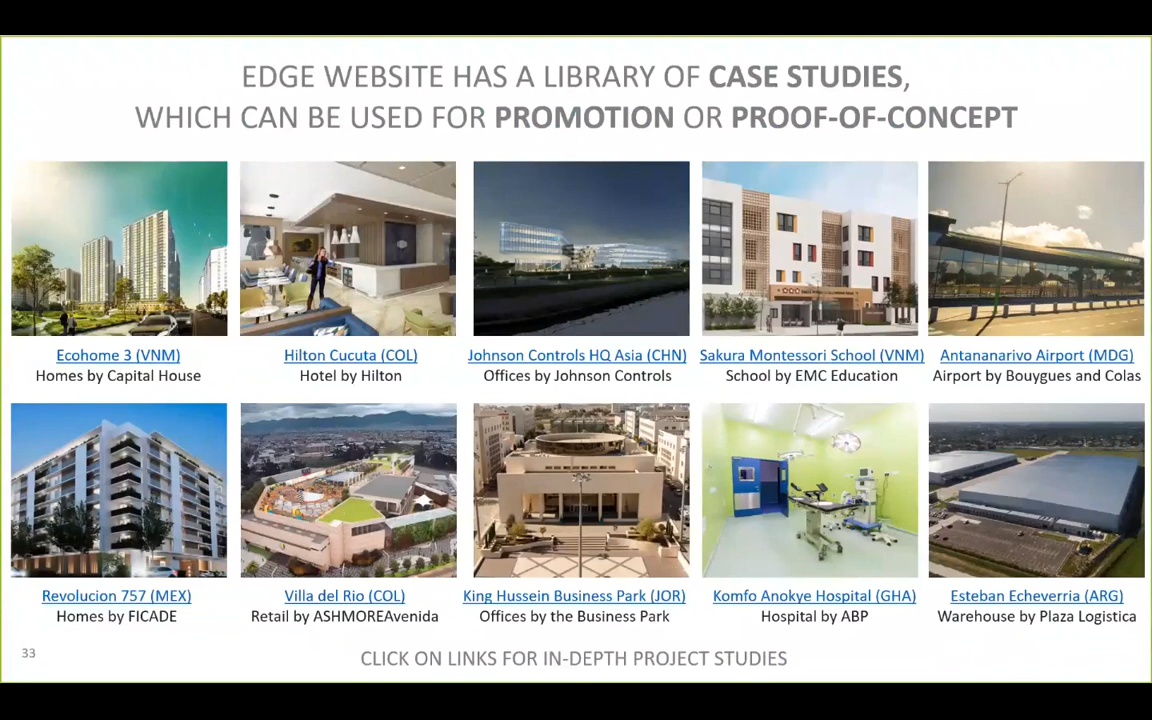 EDGE WEBSITE HAS A LIBRARY OF CASE STUDIES,
WHICH CAN BE USED FOR PROMOTION OR PROOF-OF-CONCEPT
Ecohome 3 (VNM)
Homes by Capital House
Hilton Cucuta (COL)
Hotel by Hilton
Johnson Controls HQ Asia (CHN)
Offices by Johnson Controls
Sakura Montessori School (VNM)
School by EMC Education
Antananarivo Airport (MDG)
Airport by Bouygues and Colas
Revolucion 757 (MEX)
Homes by FICADE
Villa del Rio (COL)
Retail by ASHMOREAvenida
King Hussein Business Park (JOR)
Offices by the Business Park
Komfo Anokye Hospital (GHA)
Hospital by ABP
Esteban Echeverria (ARG)
Warehouse by Plaza Logistica
33
CLICK ON LINKS FOR IN-DEPTH PROJECT STUDIES